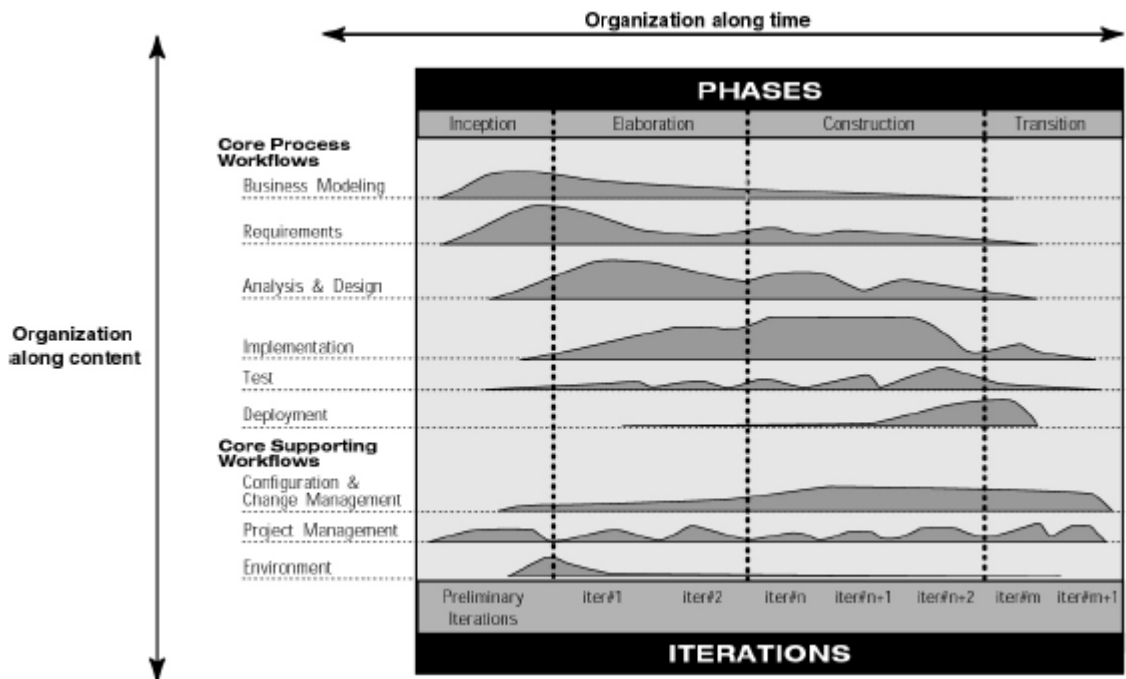 Organization along time
PHASES
Inception Elaboration Construction Transition
Core Process
Workflows
Business Modeling
Requirements
Analysis & Design
Organization
along content
Implementation
Test
Deployment
Core Supporting
Workflows
Configuration &
Change Management
Project Management
Environment
Preliminary
Iterations
iter#1 iter#2 iter#n iter#n+1 iter#n+2 iter#m iter#m+1
ITERATIONS